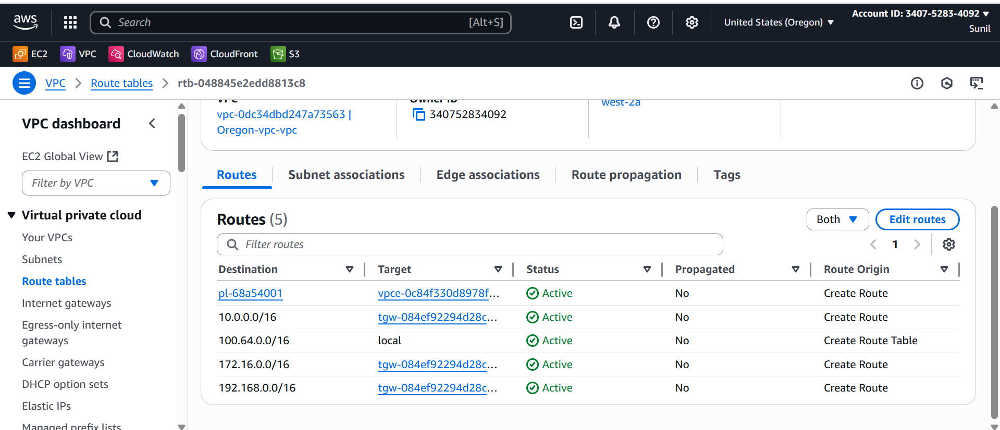 aws
Search
[Alt+S]
United States (Oregon)
Account ID: 3407-5283-4092
Sunil
EC2
VPC
CloudWatch
CloudFront
S3
VPC
Route tables
rtb-048845e2edd8813c8
VPC dashboard
EC2 Global View
Filter by VPC
Virtual private cloud
Your VPCs
Subnets
Route tables
Internet gateways
Egress-only internet
gateways
Carrier gateways
DHCP option sets
Elastic IPs
Managed prefix lists
VPC
vpc-0dc34dbd247a73563 |
Oregon-vpc-vpc
Owner ID
340752834092
west-2a
Routes
Subnet associations
Edge associations
Route propagation
Tags
Routes (5)
Both
Edit routes
Filter routes
1
Destination Target Status Propagated Route Origin
pl-68a54001 vpce-0c84f330d8978f... Active No Create Route
10.0.0.0/16 tgw-084ef92294d28c... Active No Create Route
100.64.0.0/16 local Active No Create Route Table
172.16.0.0/16 tgw-084ef92294d28c... Active No Create Route
192.168.0.0/16 tgw-084ef92294d28c... Active No Create Route